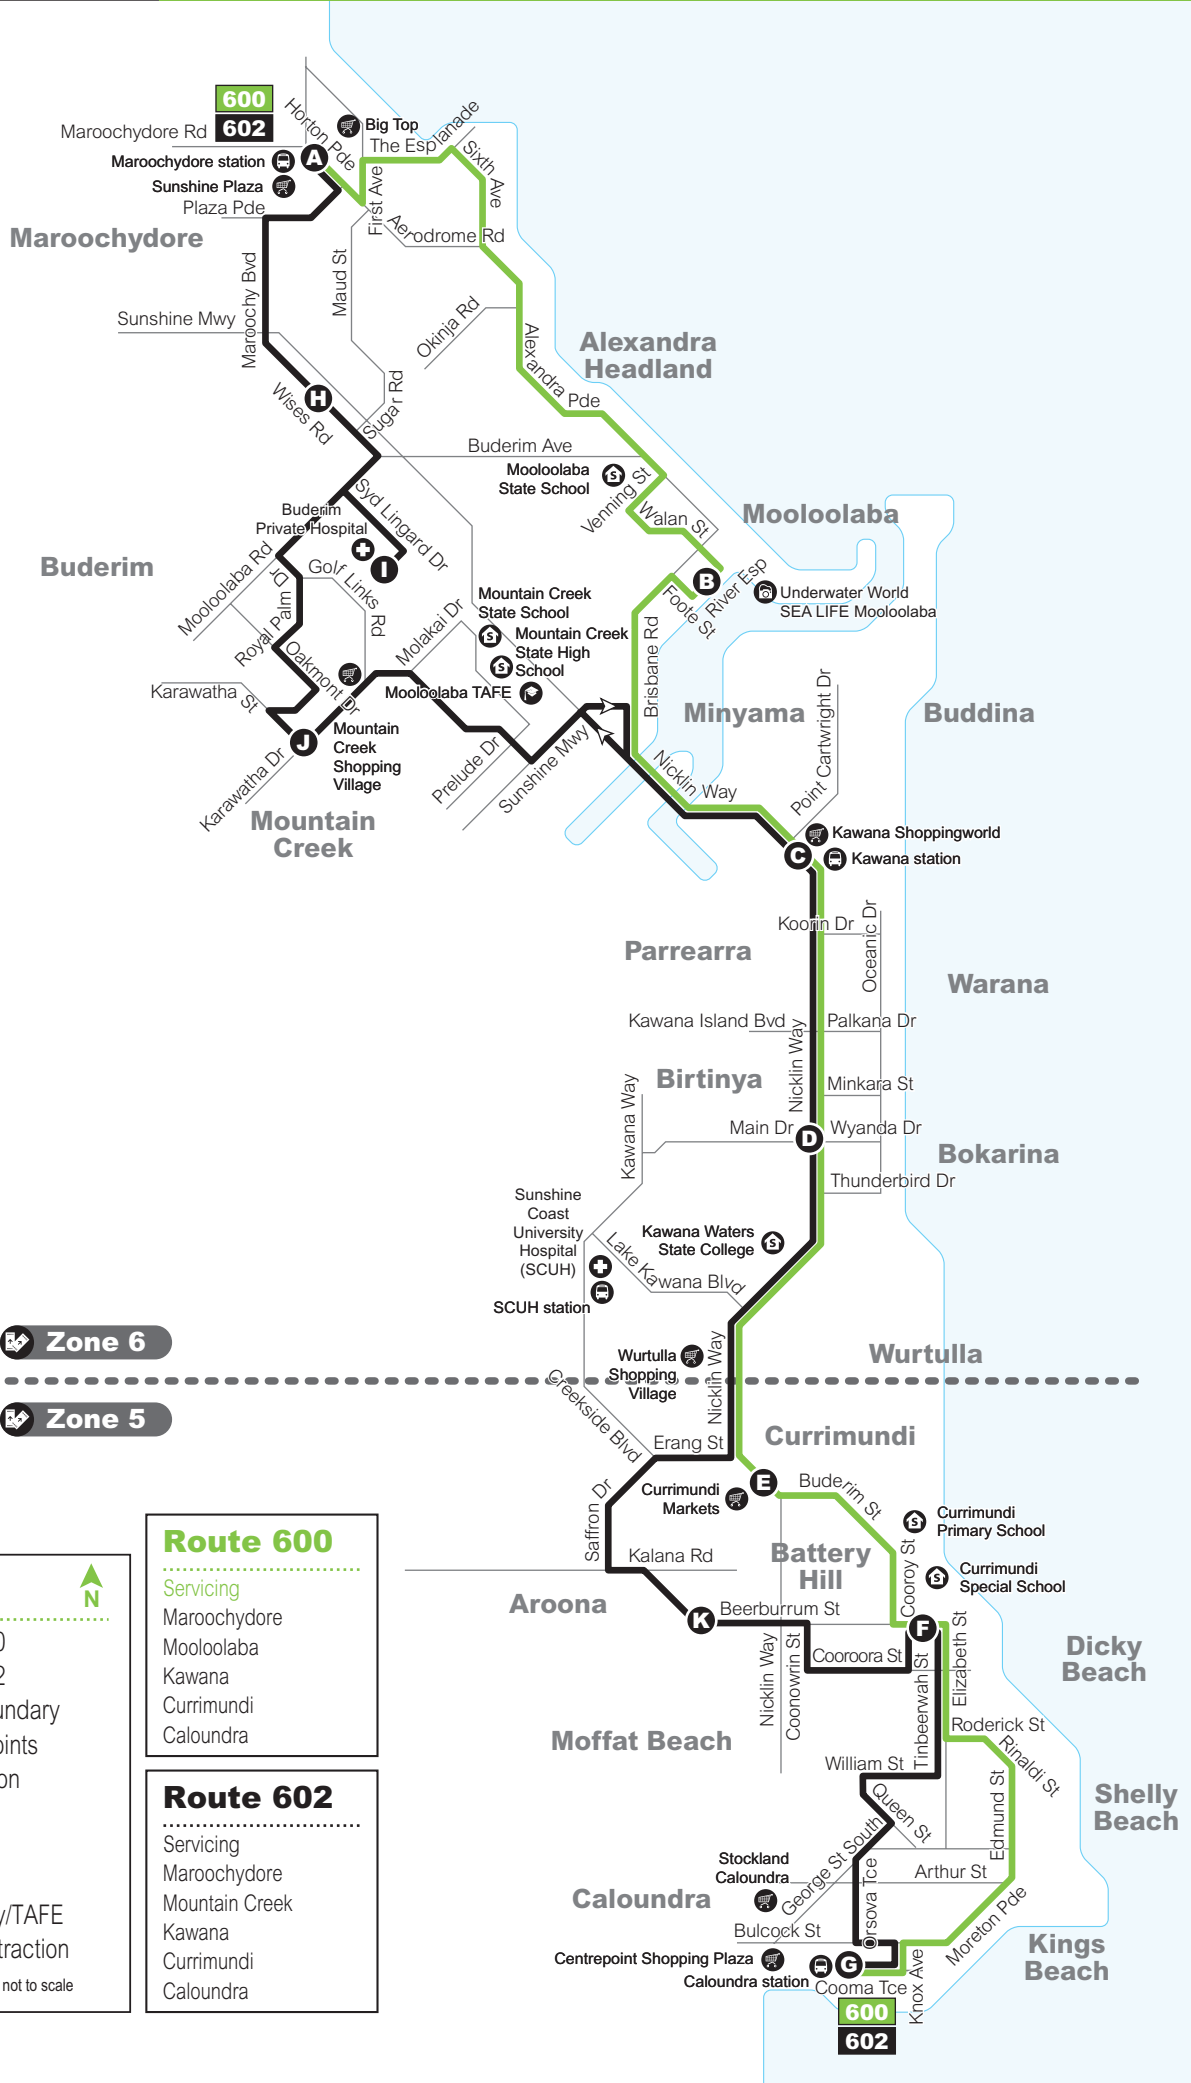 600
602
Maroochydore Rd
Horton Pde
Big Top
The Esplanade
Sixth Ave
Maroochydore station
A
Sunshine Plaza
Plaza Pde
First Ave
Aerodrome Rd
Maroochydore
Maroochy Bvd
Maud St
Sunshine Mwy
Okinja Rd
Alexandra
Headland
Alexandra Pde
H
Wises Rd
Sugar Rd
Buderim Ave
Mooloolaba
State School
Venning St
Walan St
Mooloolaba
Syd Lingard Dr
Buderim
Private Hospital
I
Buderim
Mooloolaba Rd
Golf Links Rd
Royal Palm Dr
B
River Esp
Foote St
Underwater World
SEA LIFE Mooloolaba
Mountain Creek
State School
Mountain Creek
State High
School
Molakai Dr
Oakmont Dr
Brisbane Rd
Mooloolaba TAFE
Karawatha St
J
Mountain
Creek
Shopping
Village
Minyama
Point Cartwright Dr
Buddina
Karawatha Dr
Prelude Dr
Sunshine Mwy
Nicklin Way
Mountain
Creek
Kawana Shoppingworld
C
Kawana station
Koorin Dr
Oceanic Dr
Parrearra
Warana
Kawana Island Bvd
Palkana Dr
Nicklin Way
Birtinya
Minkara St
Kawana Way
Main Dr
D
Wyanda Dr
Bokarina
Thunderbird Dr
Sunshine
Coast
University
Hospital
(SCUH)
Kawana Waters
State College
Lake Kawana Blvd
SCUH station
Zone 6
Wurtulla
Shopping
Village
Nicklin Way
Wurtulla
Zone 5
Creekside Blvd
Erang St
Currimundi
E
Currimundi
Markets
Buderim St
Saffron Dr
Currimundi
Primary School
Kalana Rd
Battery
Hill
Cooroy St
Currimundi
Special School
Aroona
K
Beerburrum St
F
Cooroora St
Nicklin Way
Coonowrin St
Tinbeerwah St
Elizabeth St
Dicky
Beach
Roderick St
Rinaldi St
Moffat Beach
William St
Queen St
Edmund St
Shelly
Beach
George St South
Stockland
Caloundra
Orsova Tce
Arthur St
Caloundra
Bulcock St
Moreton Pde
Kings
Beach
Centrepoint Shopping Plaza
G
Caloundra station
Cooma Tce
Knox Ave
600
602
Route 600
Servicing
Maroochydore
Mooloolaba
Kawana
Currimundi
Caloundra
Route 602
Servicing
Maroochydore
Mountain Creek
Kawana
Currimundi
Caloundra
N
0
2
undary
oints
on
y/TAFE
traction
not to scale